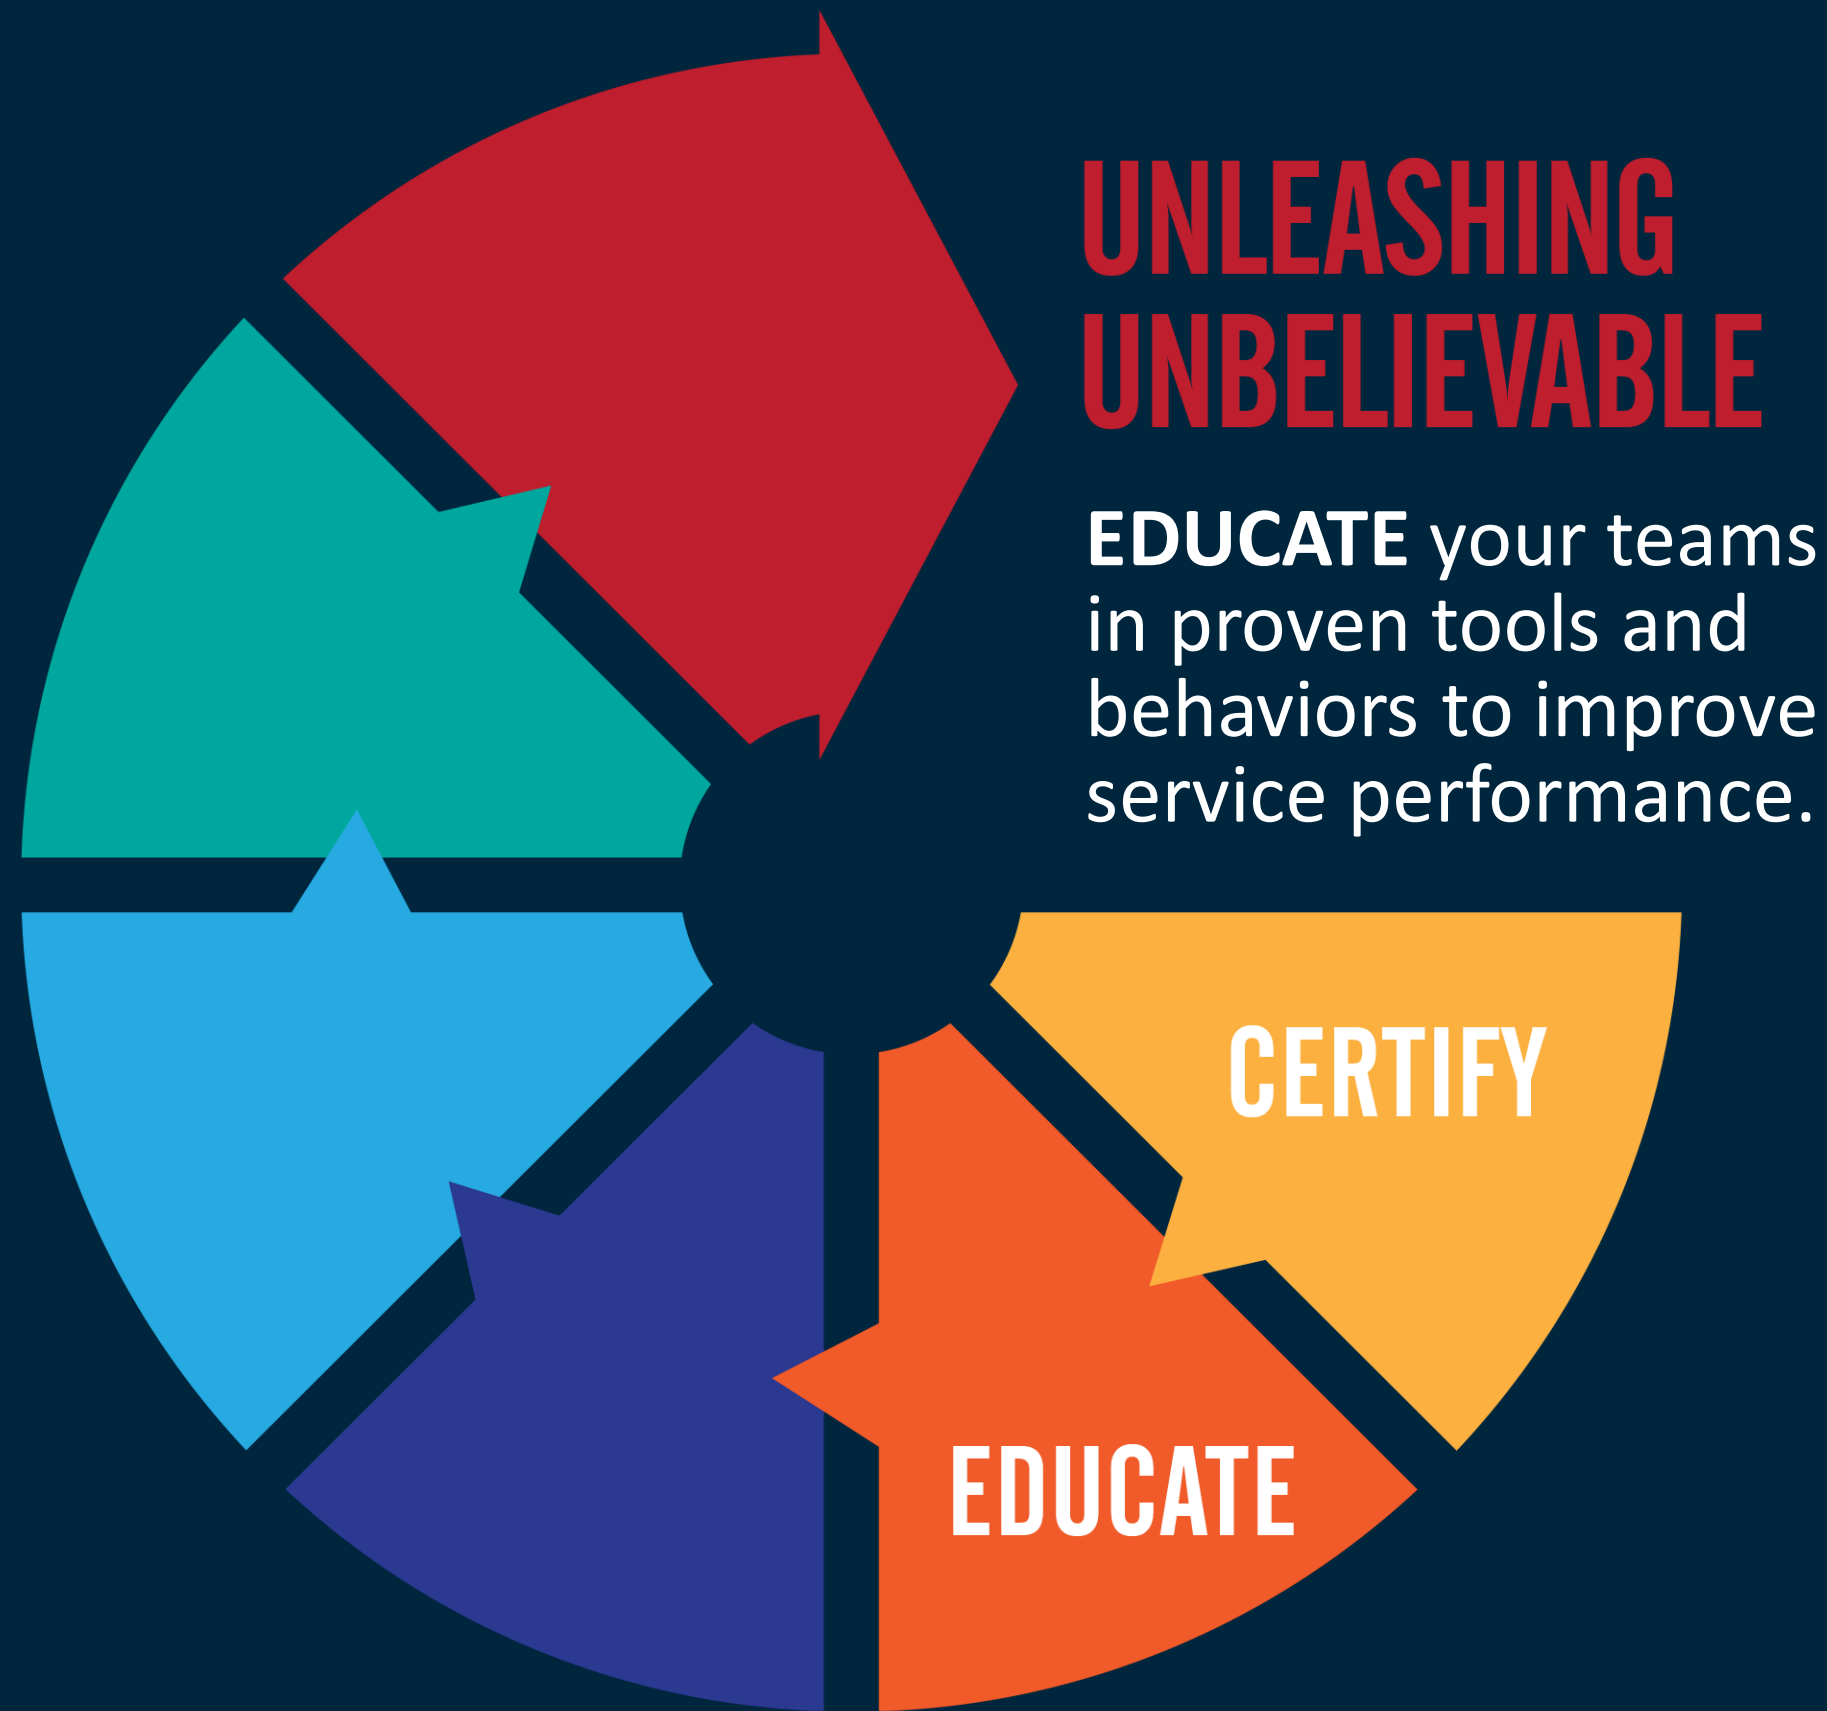 UNLEASHING
UNBELIEVABLE
EDUCATE your teams
in proven tools and
behaviors to improve
service performance.
CERTIFY
EDUCATE